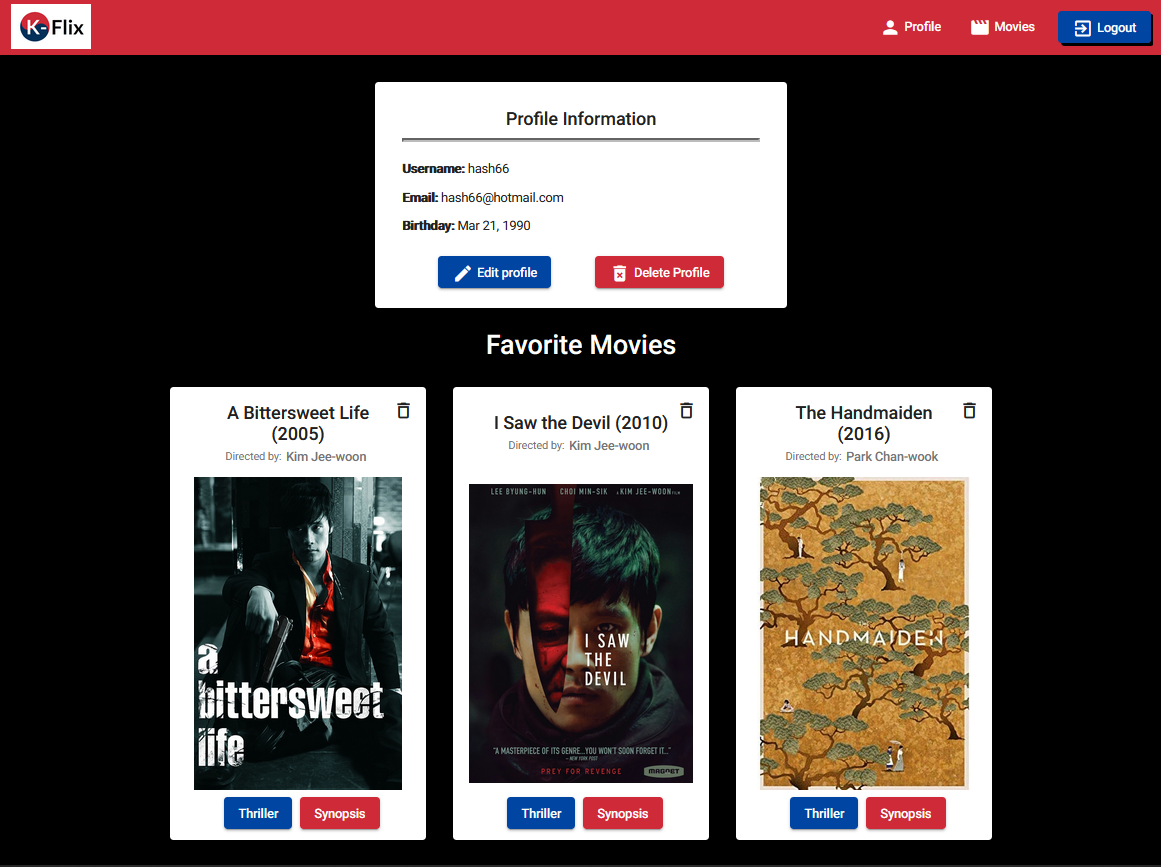 K-Flix
Profile
Movies
Logout
Profile Information
Username: hash66
Email: hash66@hotmail.com
Birthday: Mar 21, 1990
Edit profile
Delete Profile
Favorite Movies
A Bittersweet Life
(2005)
Directed by: Kim Jee-woon
a
bittersweet
life
Thriller
Synopsis
I Saw the Devil (2010)
Directed by: Kim Jee-woon
LEE BYUNG-HUN CHOI MIN-SIK A KIM JEE-WOON FILM
I SAW
THE
DEVIL
"A MASTERPIECE OF ITS GENRE...YOU WON'T SOON FORGET IT..."
- NEW YORK POST
PREY FOR REVENGE
MAGNET
Thriller
Synopsis
The Handmaiden
(2016)
Directed by: Park Chan-wook
THE
HANDMAIDEN
Thriller
Synopsis